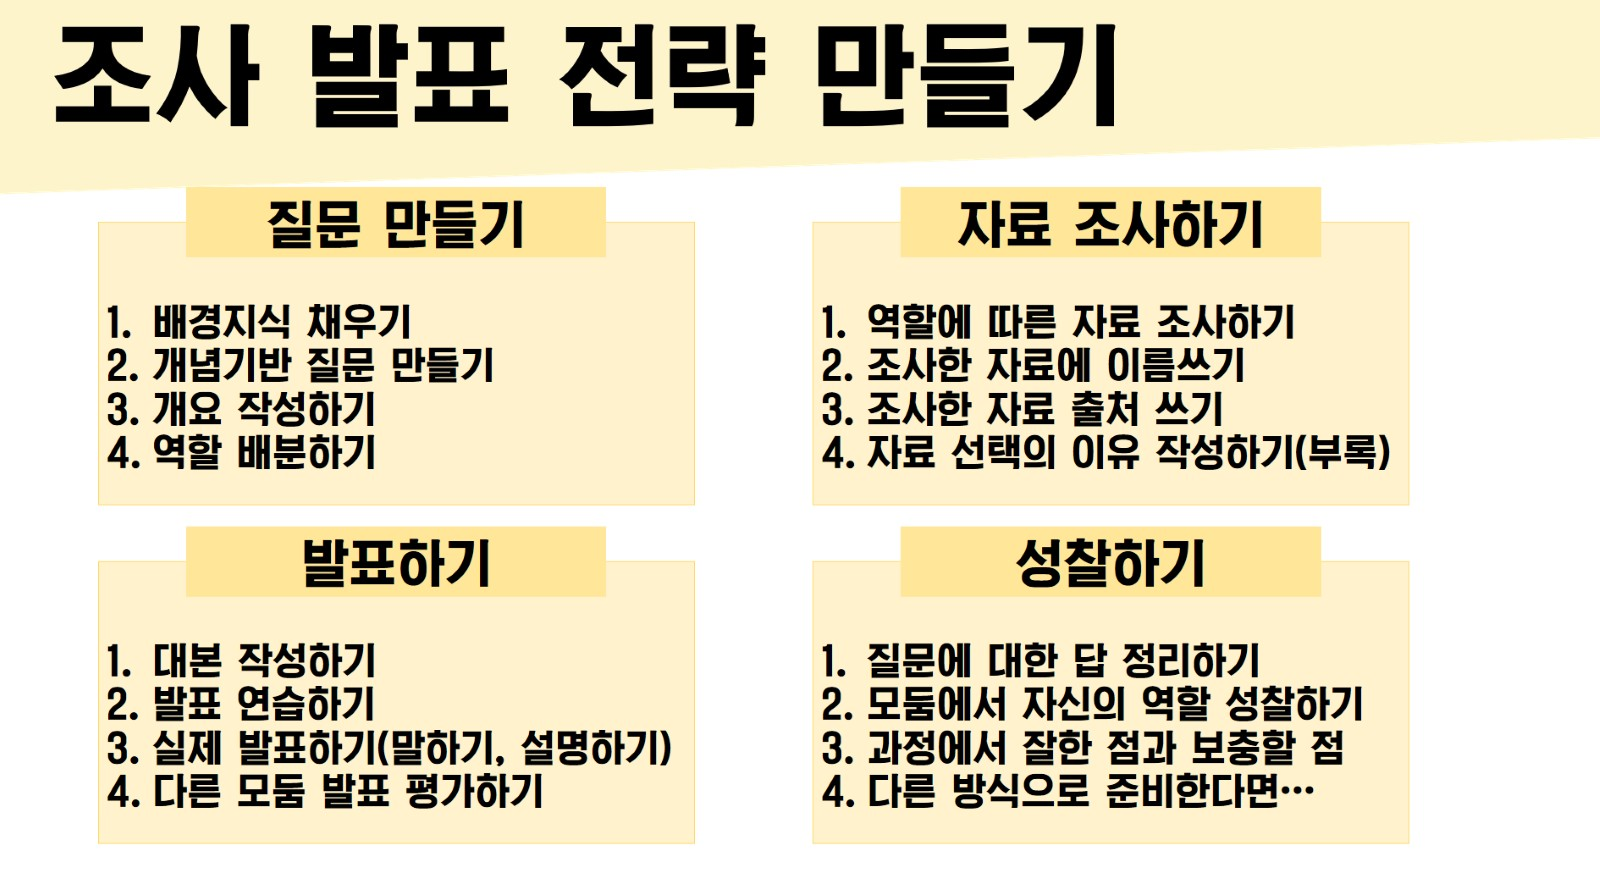 조사 발표 전략 만들기
질문 만들기
1. 배경지식 채우기
2. 개념기반 질문 만들기
3. 개요 작성하기
4. 역할 배분하기
자료 조사하기
1. 역할에 따른 자료 조사하기
2. 조사한 자료에 이름쓰기
3. 조사한 자료 출처 쓰기
4. 자료 선택의 이유 작성하기(부록)
발표하기
1. 대본 작성하기
2. 발표 연습하기
3. 실제 발표하기(말하기, 설명하기)
4. 다른 모둠 발표 평가하기
성찰하기
1. 질문에 대한 답 정리하기
2. 모둠에서 자신의 역할 성찰하기
3. 과정에서 잘한 점과 보충할 점
4. 다른 방식으로 준비한다면…